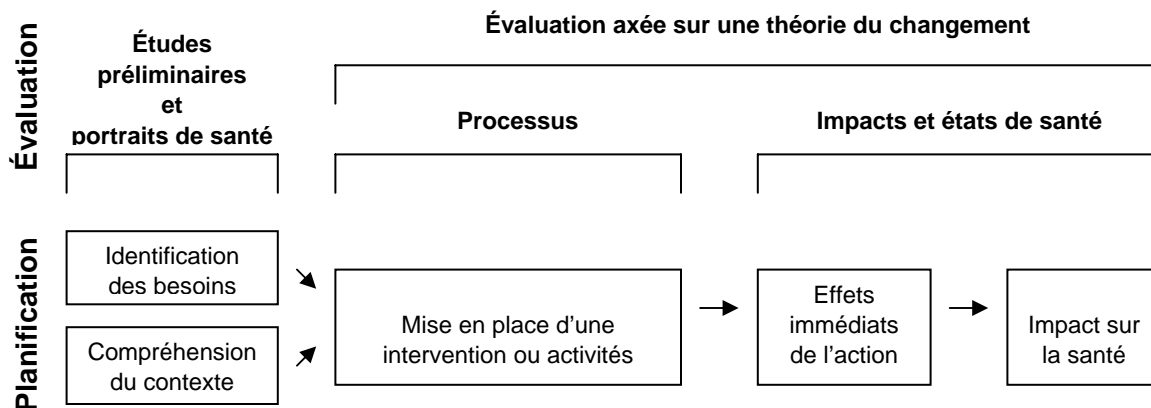 Évaluation
Évaluation axée sur une théorie du changement
Études
préliminaires
et
portraits de santé
Processus
Impacts et états de santé
Planification
Identification
des besoins
Compréhension
du contexte
Mise en place d'une
intervention ou activités
Effets
immédiats
de l'action
Impact sur
la santé